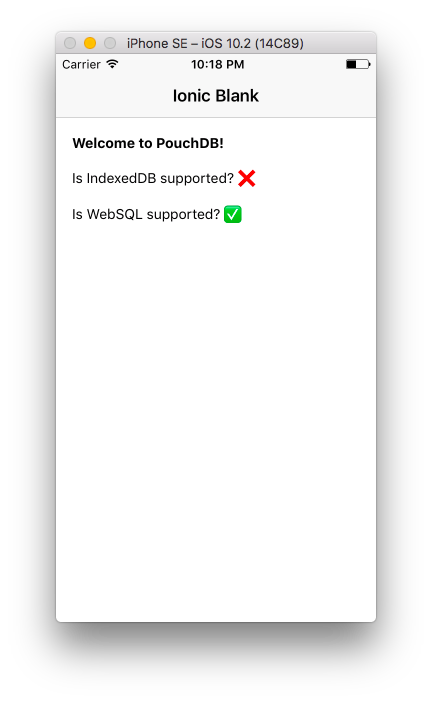 iPhone SE – iOS 10.2 (14C89)
Carrier 10:18 PM
Ionic Blank
Welcome to PouchDB!
Is IndexedDB supported? ❌
Is WebSQL supported? ✅